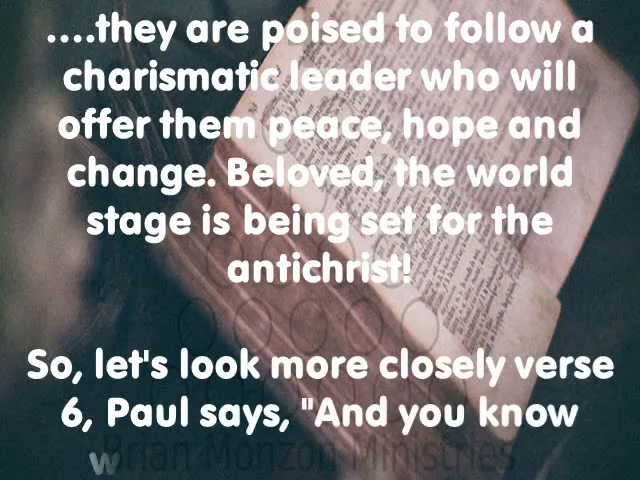 ....they are poised to follow a
charismatic leader who will
offer them peace, hope and
change. Beloved, the world
stage is being set for the
antichrist!
So, let's look more closely verse
6, Paul says, "And you know
w
Brian Monzon Ministries